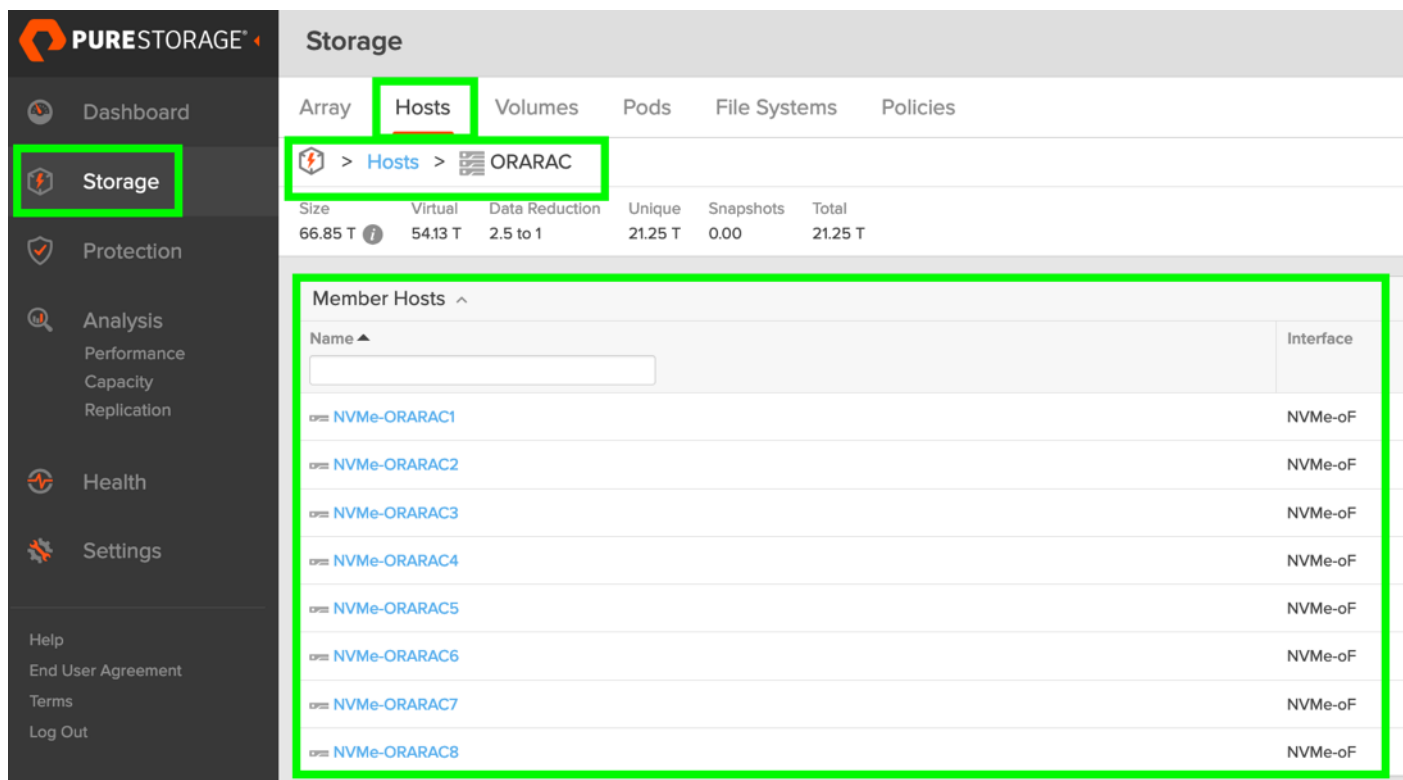 PURESTORAGE®
Storage
Dashboard
Storage
Protection
Analysis
Performance
Capacity
Replication
Health
Settings
Help
End User Agreement
Terms
Log Out
Array Hosts Volumes Pods File Systems Policies
> Hosts > ORARAC
Size Virtual Data Reduction Unique Snapshots Total
66.85 T i 54.13 T 2.5 to 1 21.25 T 0.00 21.25 T
Member Hosts
Name Interface
NVMe-ORARAC1 NVMe-oF
NVMe-ORARAC2 NVMe-oF
NVMe-ORARAC3 NVMe-oF
NVMe-ORARAC4 NVMe-oF
NVMe-ORARAC5 NVMe-oF
NVMe-ORARAC6 NVMe-oF
NVMe-ORARAC7 NVMe-oF
NVMe-ORARAC8 NVMe-oF